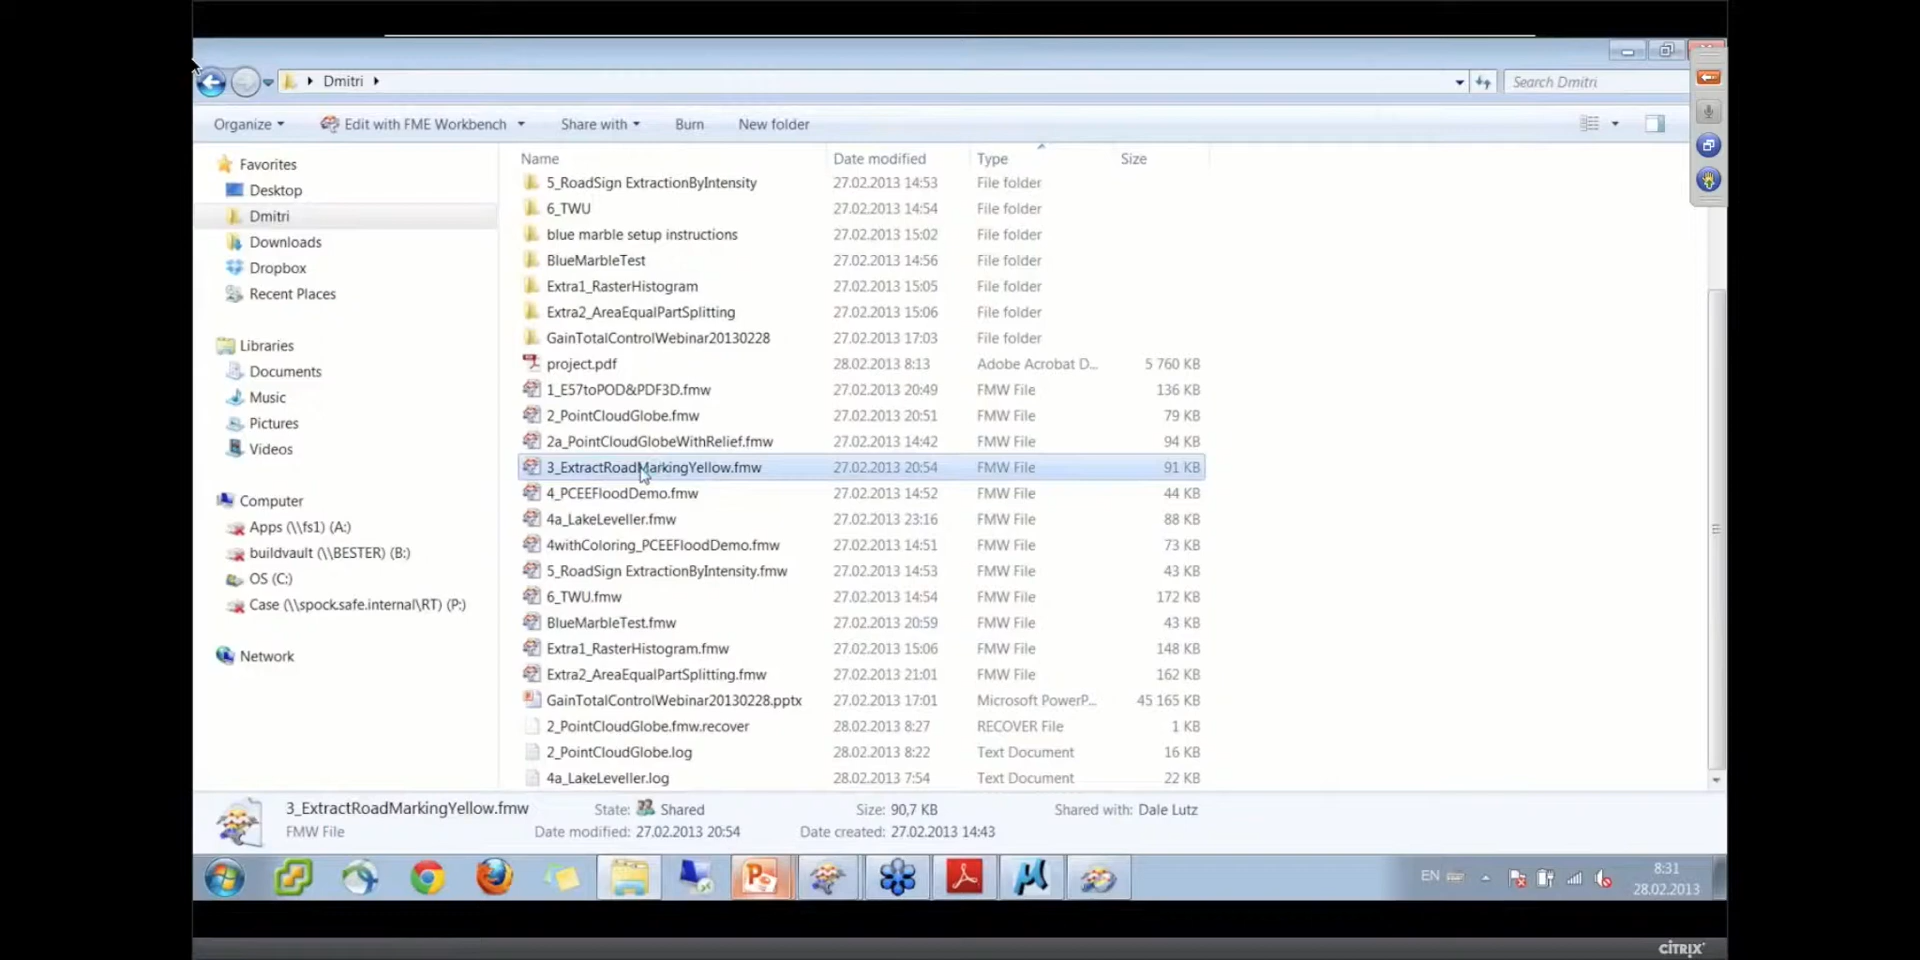 Dmitri
Search Dmitri
Organize
Edit with FME Workbench
Share with
Burn
New folder
Name Date modified Type Size
Favorites
Desktop
Dmitri
Downloads
Dropbox
Recent Places
Libraries
Documents
Music
Pictures
Videos
Computer
Apps (\\fs1) (A:)
buildvault (\\BESTER) (B:)
OS (C:)
Case (\\spock.safe.internal\RT) (P:)
Network
5_RoadSign ExtractionByIntensity 27.02.2013 14:53 File folder
6_TWU 27.02.2013 14:54 File folder
blue marble setup instructions 27.02.2013 15:02 File folder
BlueMarbleTest 27.02.2013 14:56 File folder
Extra1_RasterHistogram 27.02.2013 15:05 File folder
Extra2_AreaEqualPartSplitting 27.02.2013 15:06 File folder
GainTotalControlWebinar20130228 27.02.2013 17:03 File folder
project.pdf 28.02.2013 8:13 Adobe Acrobat D... 5 760 KB
1_E57toPOD&PDF3D.fmw 27.02.2013 20:49 FMW File 136 KB
2_PointCloudGlobe.fmw 27.02.2013 20:51 FMW File 79 KB
2a_PointCloudGlobeWithRelief.fmw 27.02.2013 14:42 FMW File 94 KB
3_ExtractRoadMarkingYellow.fmw 27.02.2013 20:54 FMW File 91 KB
4_PCEEFloodDemo.fmw 27.02.2013 14:52 FMW File 44 KB
4a_LakeLeveller.fmw 27.02.2013 23:16 FMW File 88 KB
4withColoring_PCEEFloodDemo.fmw 27.02.2013 14:51 FMW File 73 KB
5_RoadSign ExtractionByIntensity.fmw 27.02.2013 14:53 FMW File 43 KB
6_TWU.fmw 27.02.2013 14:54 FMW File 172 KB
BlueMarbleTest.fmw 27.02.2013 20:59 FMW File 43 KB
Extra1_RasterHistogram.fmw 27.02.2013 15:06 FMW File 148 KB
Extra2_AreaEqualPartSplitting.fmw 27.02.2013 21:01 FMW File 162 KB
GainTotalControlWebinar20130228.pptx 27.02.2013 17:01 Microsoft PowerP... 45 165 KB
2_PointCloudGlobe.fmw.recover 28.02.2013 8:27 RECOVER File 1 KB
2_PointCloudGlobe.log 28.02.2013 8:22 Text Document 16 KB
4a_LakeLeveller.log 28.02.2013 7:54 Text Document 22 KB
3_ExtractRoadMarkingYellow.fmw State: Shared Size: 90,7 KB Shared with: Dale Lutz
FMW File Date modified: 27.02.2013 20:54 Date created: 27.02.2013 14:43
EN
8:31
28.02.2013
CITRIX